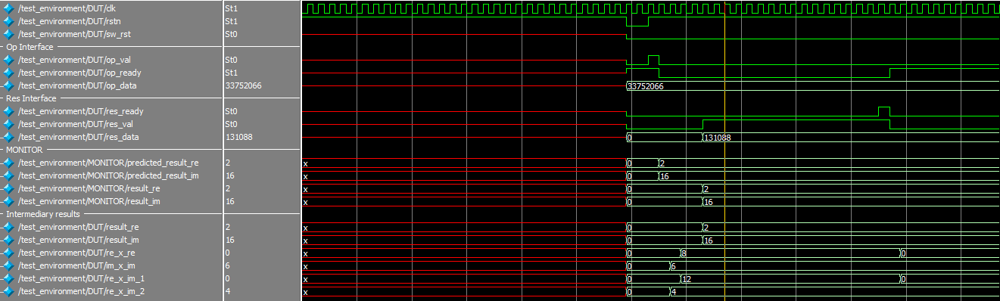 /test_environment/DUT/clk St1
/test_environment/DUT/rstn St1
/test_environment/DUT/sw_rst St0
Op Interface
/test_environment/DUT/op_val St0
/test_environment/DUT/op_ready St1
/test_environment/DUT/op_data 33752066 33752066
Res Interface
/test_environment/DUT/res_ready St0
/test_environment/DUT/res_val St0
/test_environment/DUT/res_data 131088 0 131088
MONITOR
/test_environment/MONITOR/predicted_result_re 2 x 0 2
/test_environment/MONITOR/predicted_result_im 16 x 0 16
/test_environment/MONITOR/result_re 2 x 0 2
/test_environment/MONITOR/result_im 16 x 0 16
Intermediary results
/test_environment/DUT/result_re 2 x 0 2
/test_environment/DUT/result_im 16 x 0 16
/test_environment/DUT/re_x_re 0 x 0 8 0
/test_environment/DUT/im_x_im 6 x 0 6
/test_environment/DUT/re_x_im_1 0 x 0 12 0
/test_environment/DUT/re_x_im_2 4 x 0 4